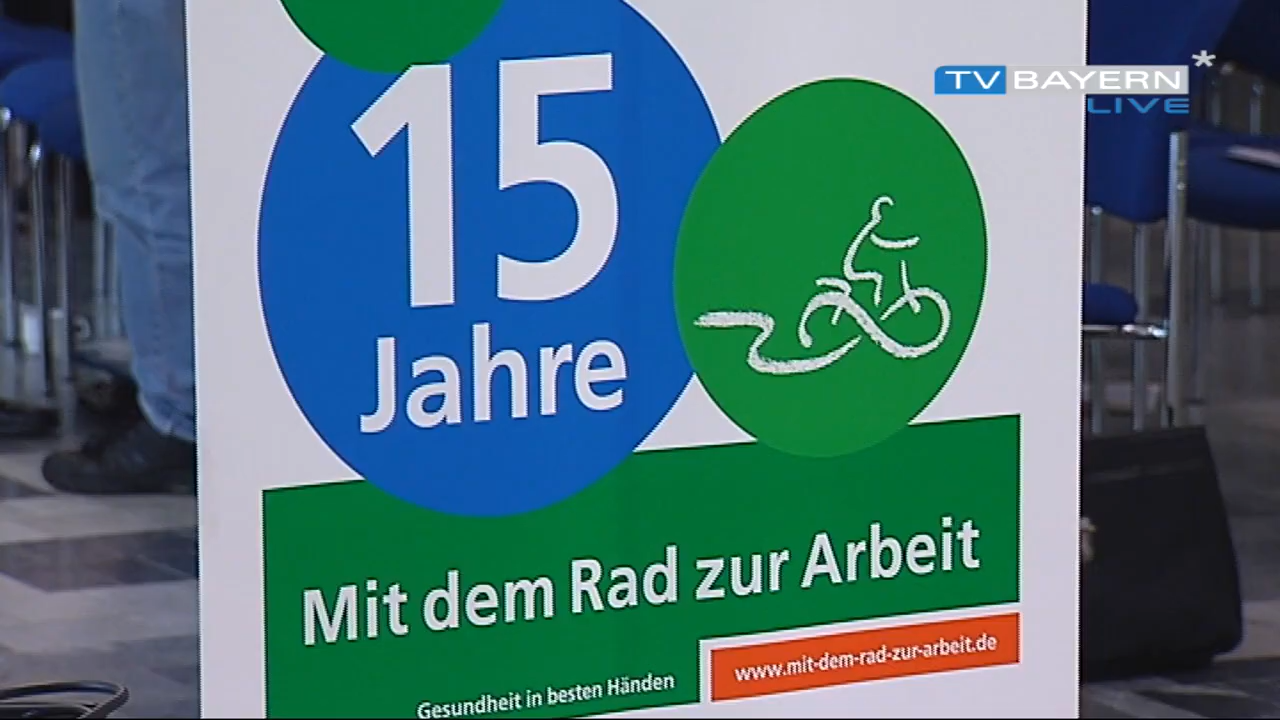 TV BAYERN
LIVE
15
Jahre
Mit dem Rad zur Arbeit
www.mit-dem-rad-zur-arbeit.de
Gesundheit in besten Händen